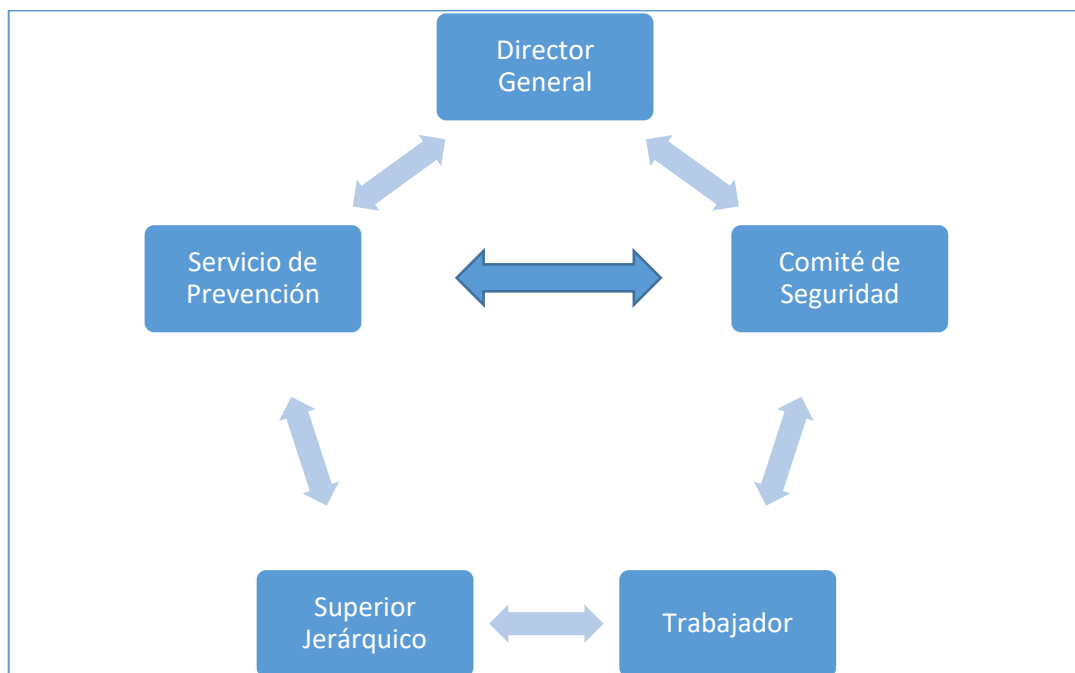 Director
General
Servicio de
Prevención
Comité de
Seguridad
Superior
Jerárquico
Trabajador